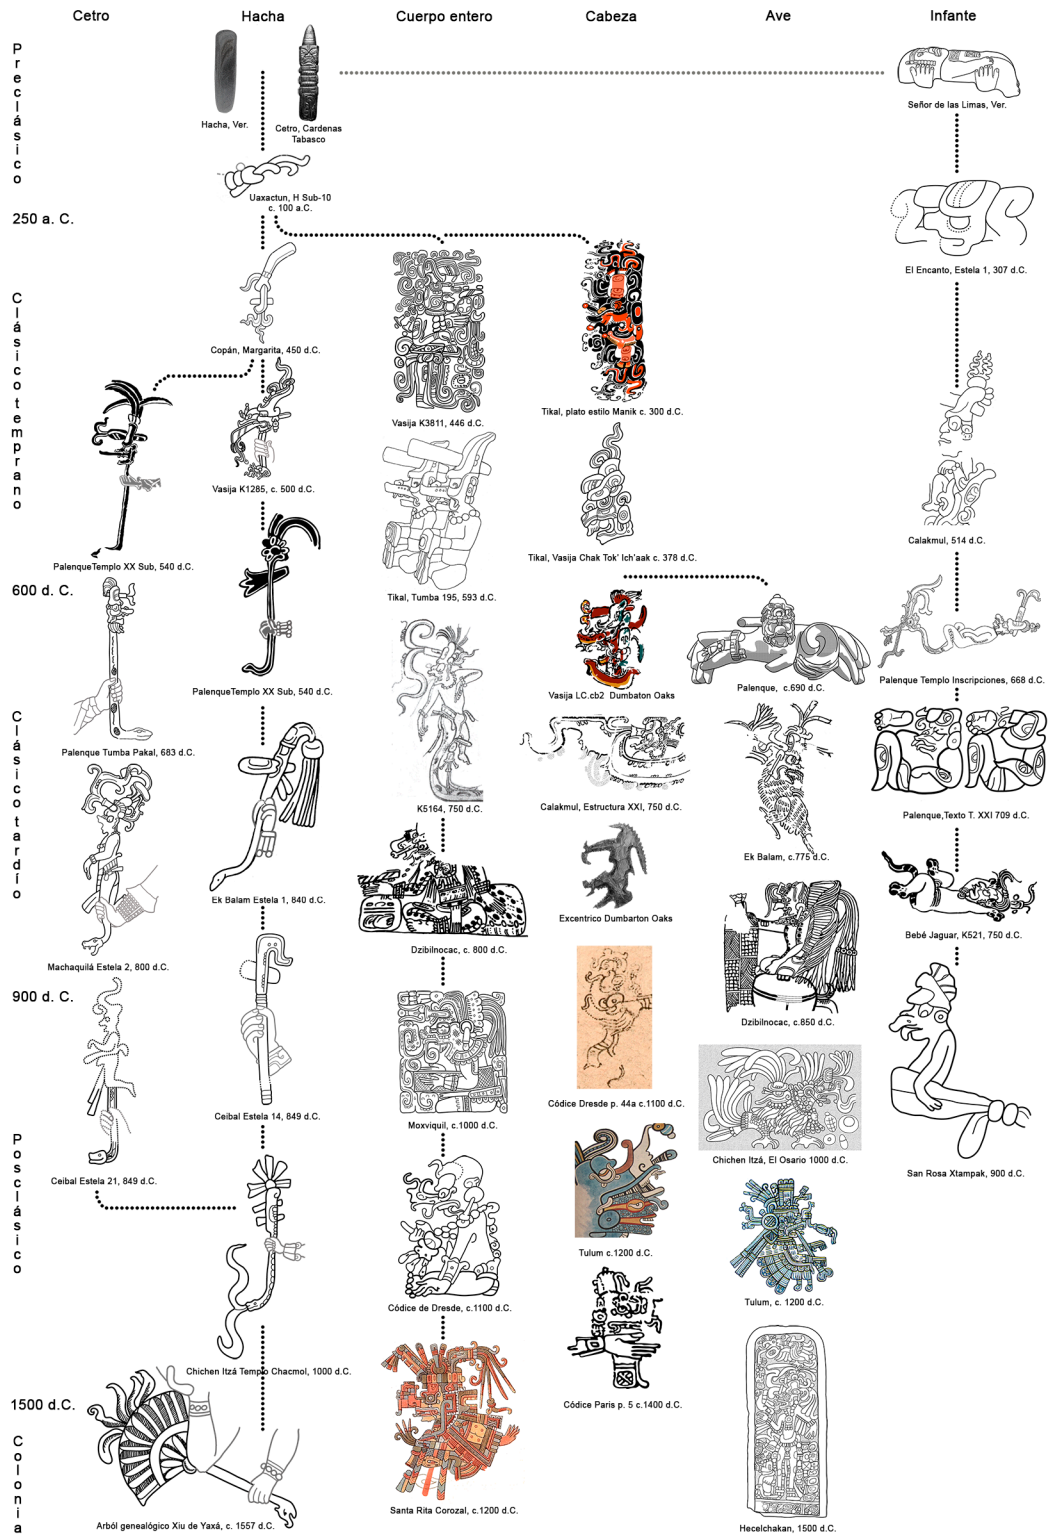 Cetro
Hacha
Cuerpo entero
Cabeza
Ave
Infante
Preclásico
Hacha, Ver.
Cetro, Cardenas
Tabasco
Señor de las Limas, Ver.
Uaxactun, H Sub-10
c. 100 a.C.
250 a. C.
El Encanto, Estela 1, 307 d.C.
Clásico temprano
Copán, Margarita, 450 d.C.
Vasija K3811, 446 d.C.
Tikal, plato estilo Manik c. 300 d.C.
Vasija K1285, c. 500 d.C.
Calakmul, 514 d.C.
PalenqueTemplo XX Sub, 540 d.C.
Tikal, Vasija Chak Tok' Ich'aak c. 378 d.C.
600 d. C.
Tikal, Tumba 195, 593 d.C.
PalenqueTemplo XX Sub, 540 d.C.
Vasija LC.cb2 Dumbaton Oaks
Palenque, c.690 d.C.
Palenque Templo Inscripciones, 668 d.C.
Clásico tardío
Palenque Tumba Pakal, 683 d.C.
K5164, 750 d.C.
Calakmul, Estructura XXI, 750 d.C.
Palenque,Texto T. XXI 709 d.C.
Ek Balam, c.775 d.C.
Ek Balam Estela 1, 840 d.C.
Excentrico Dumbarton Oaks
Bebé Jaguar, K521, 750 d.C.
Dzibilnocac, c. 800 d.C.
Machaquilá Estela 2, 800 d.C.
900 d. C.
Dzibilnocac, c.850 d.C.
Ceibal Estela 14, 849 d.C.
Códice Dresde p. 44a c.1100 d.C.
Moxviquil, c.1000 d.C.
Posclásico
Chichen Itzá, El Osario 1000 d.C.
San Rosa Xtampak, 900 d.C.
Ceibal Estela 21, 849 d.C.
Tulum c.1200 d.C.
Códice de Dresde, c.1100 d.C.
Tulum, c. 1200 d.C.
Chichen Itzá Templo Chacmol, 1000 d.C.
1500 d.C.
Códice Paris p. 5 c.1400 d.C.
Colonia
Santa Rita Corozal, c.1200 d.C.
Arból genealógico Xiu de Yaxá, c. 1557 d.C.
Hecelchakan, 1500 d.C.